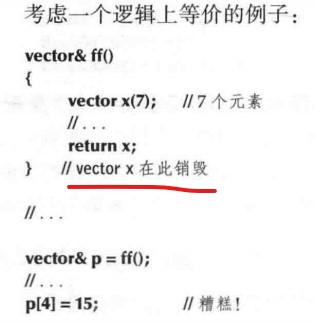 考虑一个逻辑上等价的例子：
vector& ff()
{
vector x(7);    // 7 个元素
// . . .
return x;
}    // vector x 在此销毁
// . . .
vector& p = ff();
// . . .
p[4] = 15;    // 糟糕！